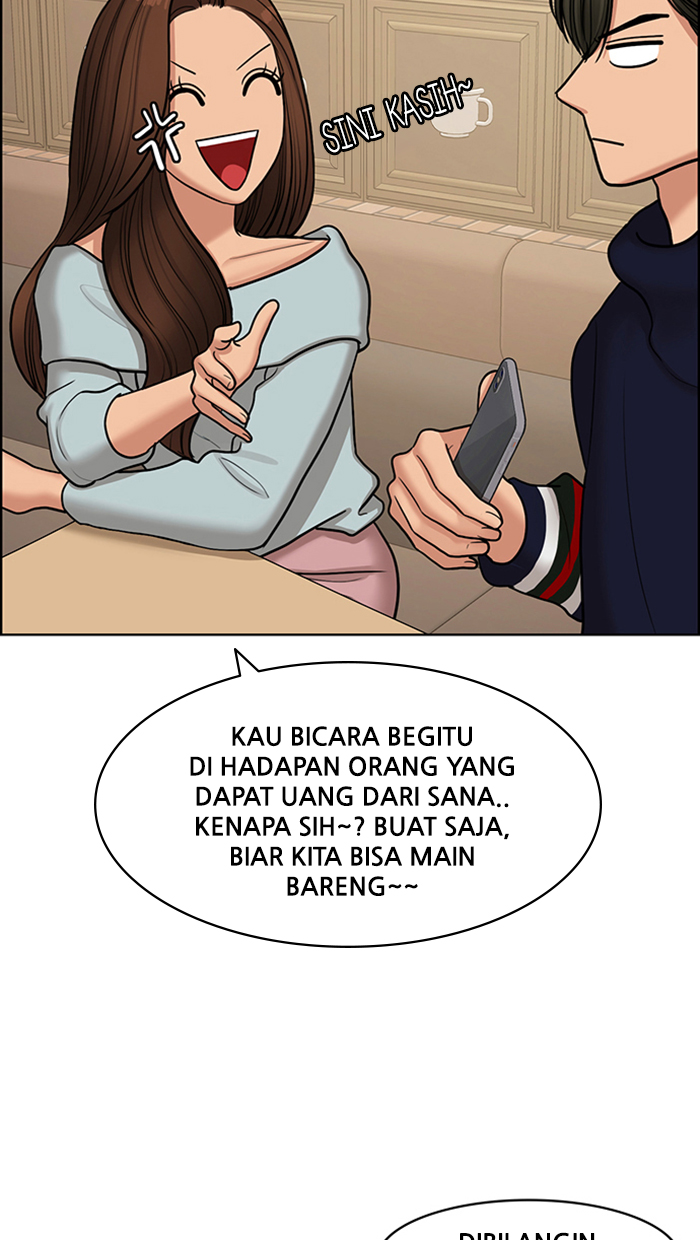 SINI KASIH~
KAU BICARA BEGITU
DI HADAPAN ORANG YANG
DAPAT UANG DARI SANA..
KENAPA SIH~? BUAT SAJA,
BIAR KITA BISA MAIN
BARENG~~
DIBILANGIN